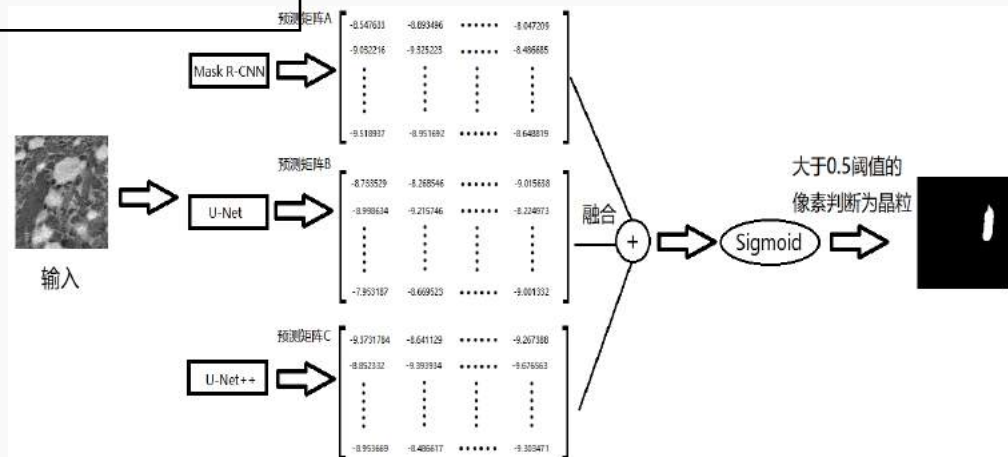 预测矩阵A
-8.547633 -8.893496 ······ -8.047209
-9.032216 -9.325223 ······ -8.486685
Mask R-CNN
-9.518937 -8.951692 ······ -8.648819
预测矩阵B
-8.753529 -8.268546 ······ -9.015638
大于0.5阈值的
像素判断为晶粒
U-Net
-8.998634 -9.215746 ······ -8.224973
融合
+
Sigmoid
输入
-7.953187 -8.669523 ······ -9.001332
预测矩阵C
-9.3731784 -8.641129 ······ -9.267388
-8.852332 -9.393934 ······ -9.676563
U-Net++
-8.953669 -8.486617 ······ -9.303471